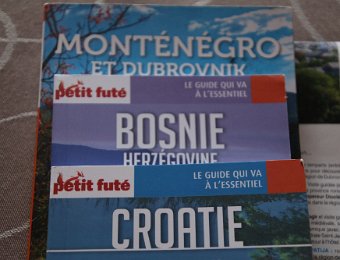 MONTÉNÉGRO
ET DUBROVNIK
petit futé
LE GUIDE QUI VA
À L'ESSENTIEL
BOSNIE
HERZÉGOVINE
petit futé
LE GUIDE QUI VA
À L'ESSENTIEL
CROATIE